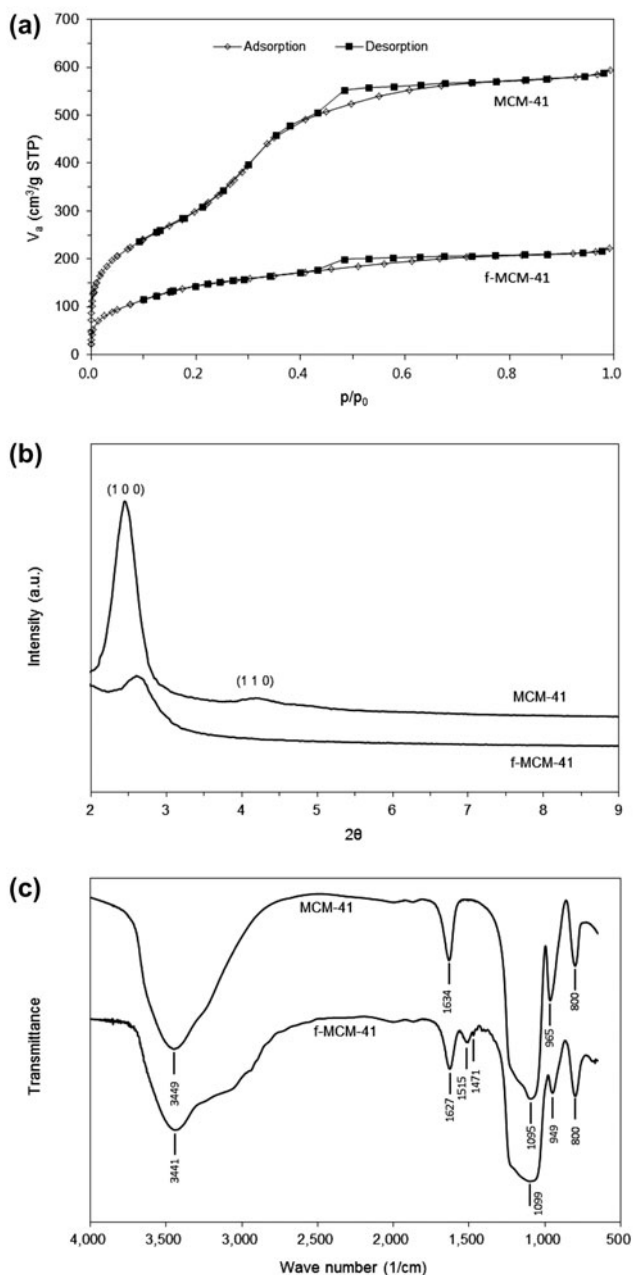 (a)
700
600
500
400
300
200
100
0
Vₐ (cm³/g STP)
Adsorption
Desorption
MCM-41
f-MCM-41
0.0 0.2 0.4 0.6 0.8 1.0
p/p₀
(b)
Intensity (a.u.)
(1 0 0)
(1 1 0)
MCM-41
f-MCM-41
2 3 4 5 6 7 8 9
2θ
(c)
Transmittance
MCM-41
f-MCM-41
3449
3441
1634
1627
1515
1471
1095
1099
965
949
800
800
4,000 3,500 3,000 2,500 2,000 1,500 1,000 500
Wave number (1/cm)